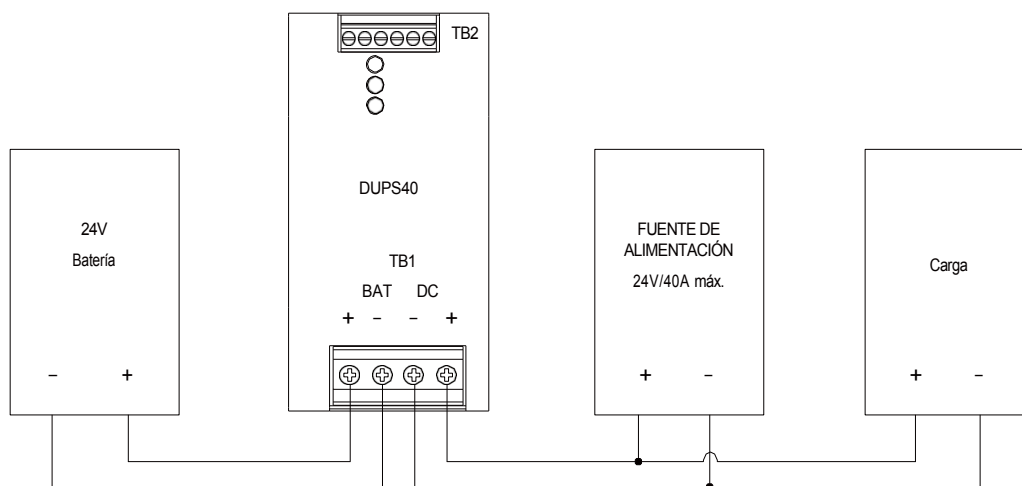 TB2
DUPS40
24V
Batería
TB1
BAT DC
+ − − +
− +
FUENTE DE
ALIMENTACIÓN
24V/40A máx.
+ −
Carga
+ −